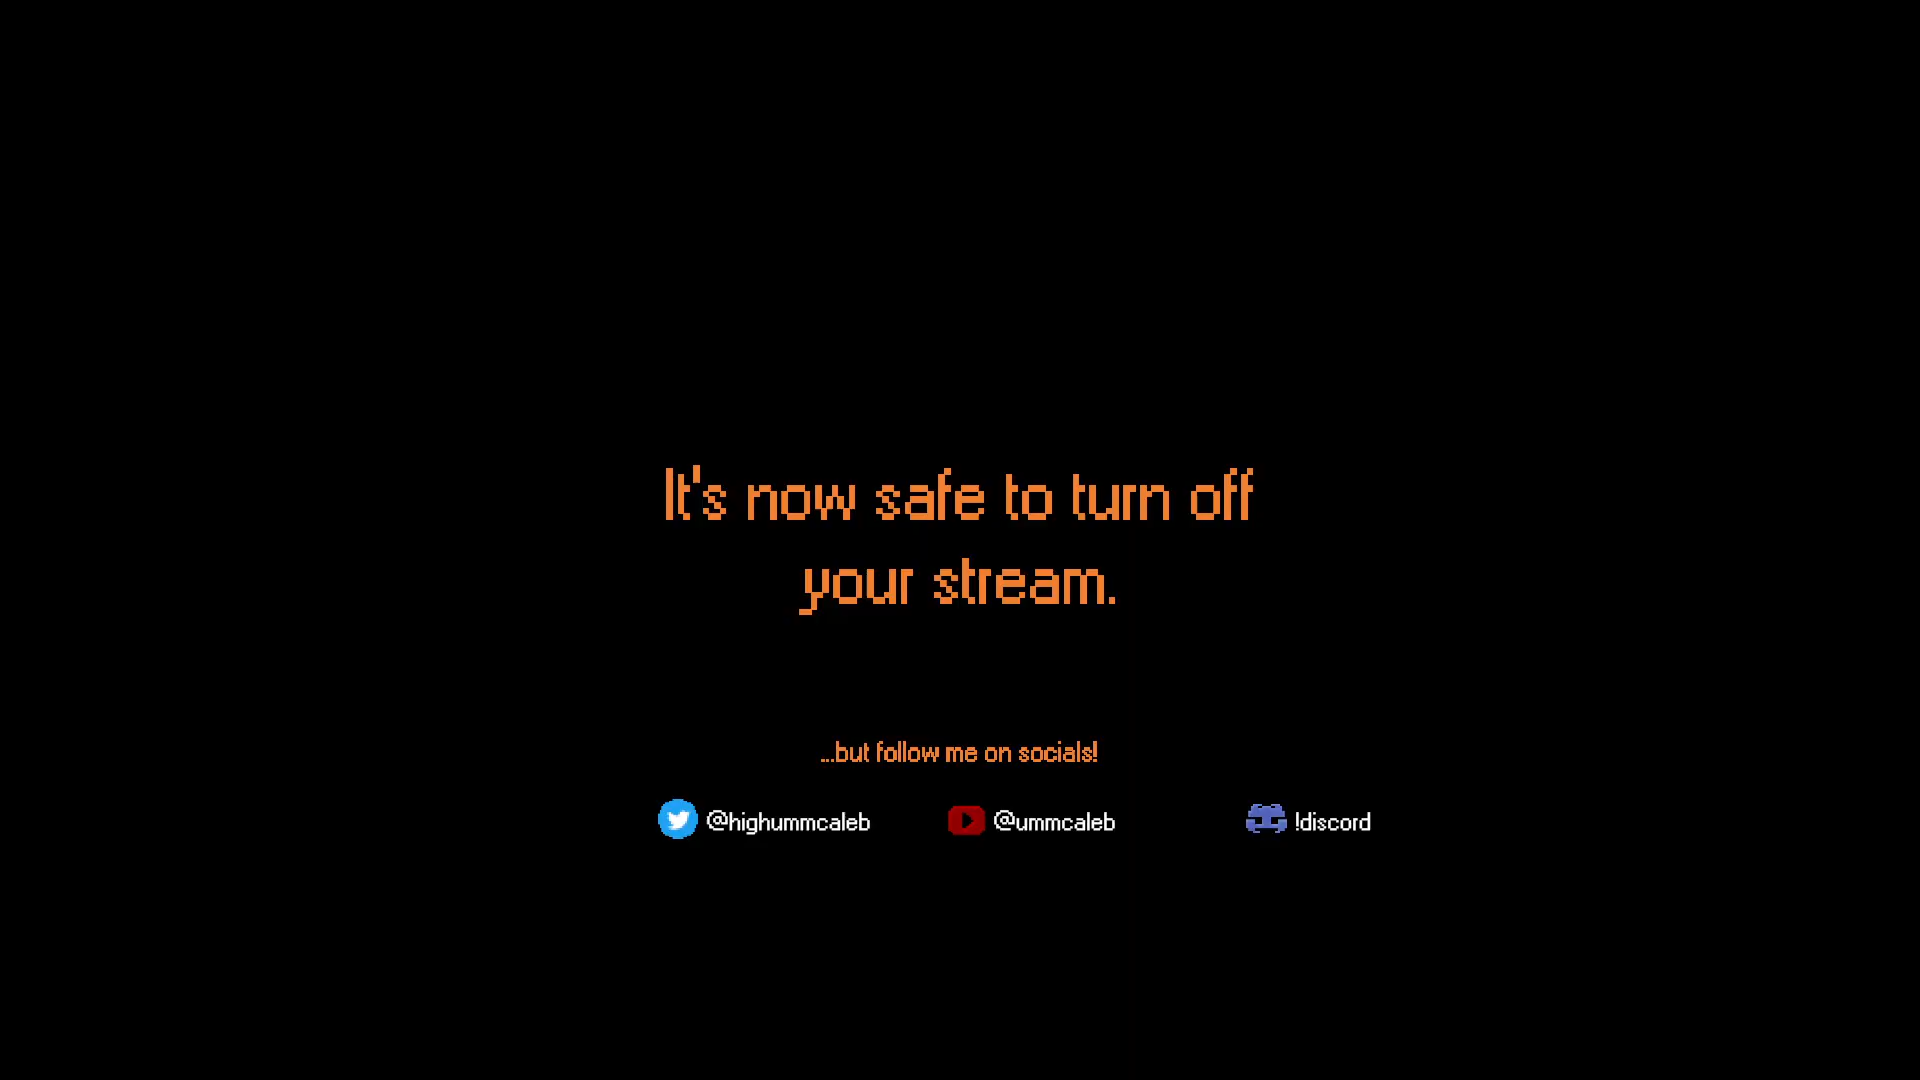 It's now safe to turn off
your stream.
...but follow me on socials!
@highummcaleb @ummcaleb !discord